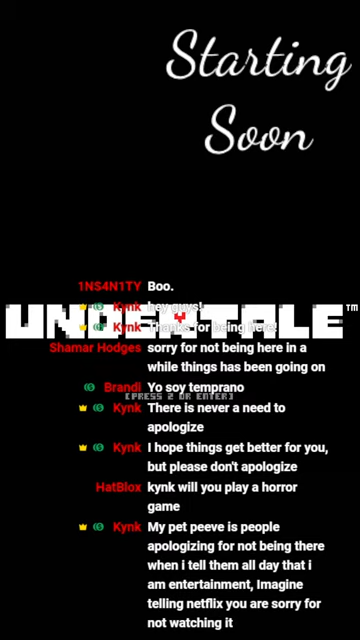 Starting
Soon
1NS4N1TY Boo.
Kynk hey guys!
UNDERTALE™
Kynk Thanks for being here!
Shamar Hodges sorry for not being here in a
while things has been going on
Brandi Yo soy temprano
[PRESS Z OR ENTER]
Kynk There is never a need to
apologize
Kynk I hope things get better for you,
but please don't apologize
HatBlox kynk will you play a horror
game
Kynk My pet peeve is people
apologizing for not being there
when i tell them all day that i
am entertainment, Imagine
telling netflix you are sorry for
not watching it